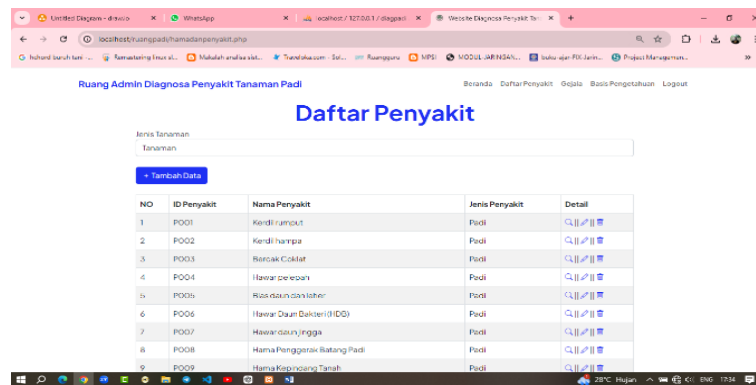 Untitled Diagram - draw.io
WhatsApp
localhost / 127.0.0.1 / diagpadi
Website Diagnosa Penyakit Tan
localhost/ruangpadi/hamadanpenyakit.php
Remastering linux si...
Makalah analisa sist...
Traveloka.com - Sol...
Ruangguru
MPSI
MODUL JARINGAN...
buku-ajar-FIX-Jarin...
Project Managemen...
Ruang Admin Diagnosa Penyakit Tanaman Padi
Beranda Daftar Penyakit Gejala Basis Pengetahuan Logout
Daftar Penyakit
Jenis Tanaman
Tanaman
+ Tambah Data
NO ID Penyakit Nama Penyakit Jenis Penyakit Detail
1 P001 Kerdil rumput Padi || ||
2 P002 Kerdil hampa Padi || ||
3 P003 Bercak Coklat Padi || ||
4 P004 Hawar pelepah Padi || ||
5 P005 Blas daun dan leher Padi || ||
6 P006 Hawar Daun Bakteri (HDB) Padi || ||
7 P007 Hawar daun jingga Padi || ||
8 P008 Hama Penggerak Batang Padi Padi || ||
9 P009 Hama Kepindang Tanah Padi || ||
28°C Hujan ENG 17:34